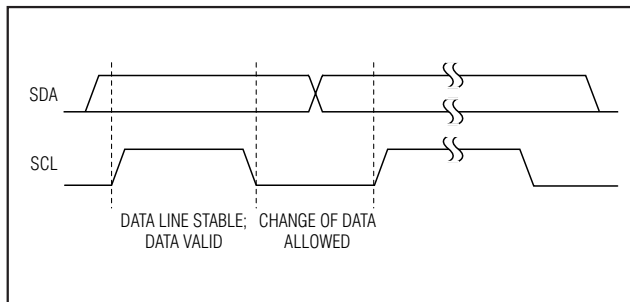 SDA
SCL
DATA LINE STABLE;
DATA VALID
CHANGE OF DATA
ALLOWED